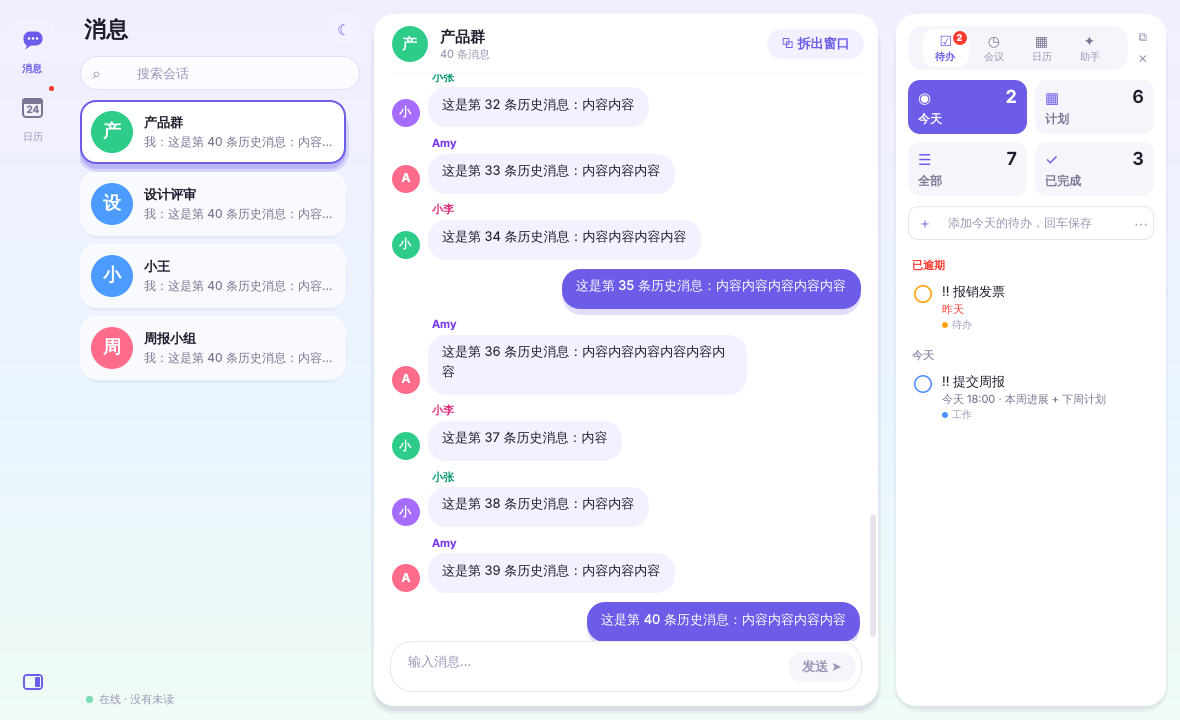 消息
24
日历
消息
搜索会话
产
产品群
我：这是第 40 条历史消息：内容...
设
设计评审
我：这是第 40 条历史消息：内容...
小
小王
我：这是第 40 条历史消息：内容...
周
周报小组
我：这是第 40 条历史消息：内容...
在线 · 没有未读
产
产品群
40 条消息
拆出窗口
小张
小
这是第 32 条历史消息：内容内容
Amy
A
这是第 33 条历史消息：内容内容内容
小李
小
这是第 34 条历史消息：内容内容内容内容
这是第 35 条历史消息：内容内容内容内容内容
Amy
A
这是第 36 条历史消息：内容内容内容内容内容内
容
小李
小
这是第 37 条历史消息：内容
小张
小
这是第 38 条历史消息：内容内容
Amy
A
这是第 39 条历史消息：内容内容内容
这是第 40 条历史消息：内容内容内容内容
输入消息...
发送
2
待办
会议
日历
助手
2
今天
6
计划
7
全部
3
已完成
+ 添加今天的待办，回车保存 ...
已逾期
!! 报销发票
昨天
待办
今天
!! 提交周报
今天 18:00 · 本周进展 + 下周计划
工作